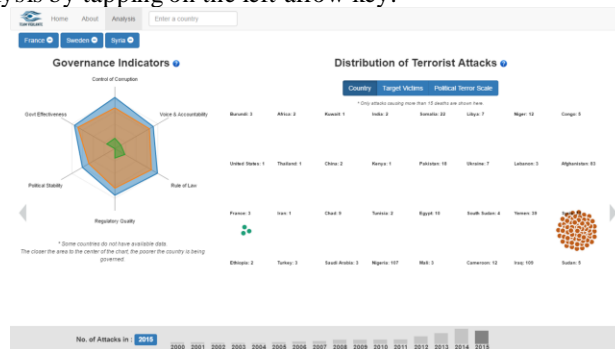 ysis by tapping on the left arrow key.
Home About Analysis Enter a country
France Sweden Syria
Governance Indicators
Distribution of Terrorist Attacks
Control of Corruption
Country Target Victims Political Terror Scale
* Only attacks causing more than 15 deaths are shown here.
Govt Effectiveness Voice & Accountability
Burundi: 3 Africa: 2 Kuwait: 1 India: 2 Somalia: 22 Libya: 7 Niger: 12 Congo: 5
United States: 1 Thailand: 1 China: 2 Kenya: 1 Pakistan: 18 Ukraine: 7 Lebanon: 3 Afghanistan: 53
Political Stability Rule of Law
France: 3 Iran: 1 Chad: 9 Tunisia: 2 Egypt: 10 South Sudan: 4 Yemen: 38
Regulatory Quality
* Some countries do not have available data.
The closer the area to the center of the chart, the poorer the country is being
governed.
Ethiopia: 2 Turkey: 3 Saudi Arabia: 3 Nigeria: 107 Mali: 3 Cameroon: 12 Iraq: 105 Sudan: 5
No. of Attacks in : 2015
2000 2001 2002 2003 2004 2005 2006 2007 2008 2009 2010 2011 2012 2013 2014 2015